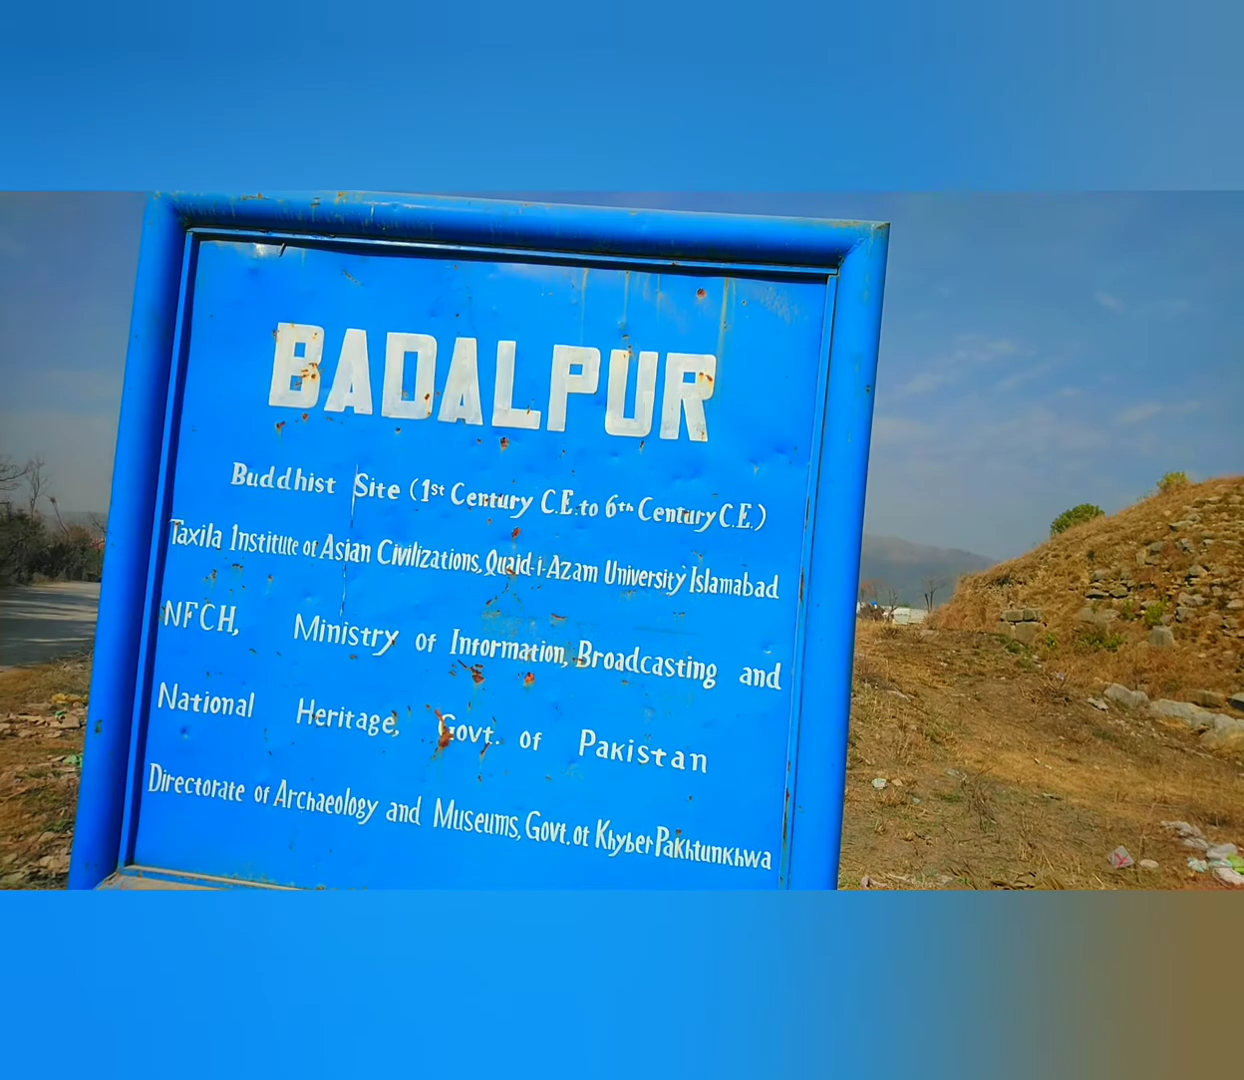 BADALPUR
Buddhist Site (1st Century C.E. to 6th Century C.E.)
Taxila Institute of Asian Civilizations, Quaid-i-Azam University Islamabad
NFCH, Ministry of Information, Broadcasting and
National Heritage, Govt. of Pakistan
Directorate of Archaeology and Museums, Govt. of Khyber Pakhtunkhwa